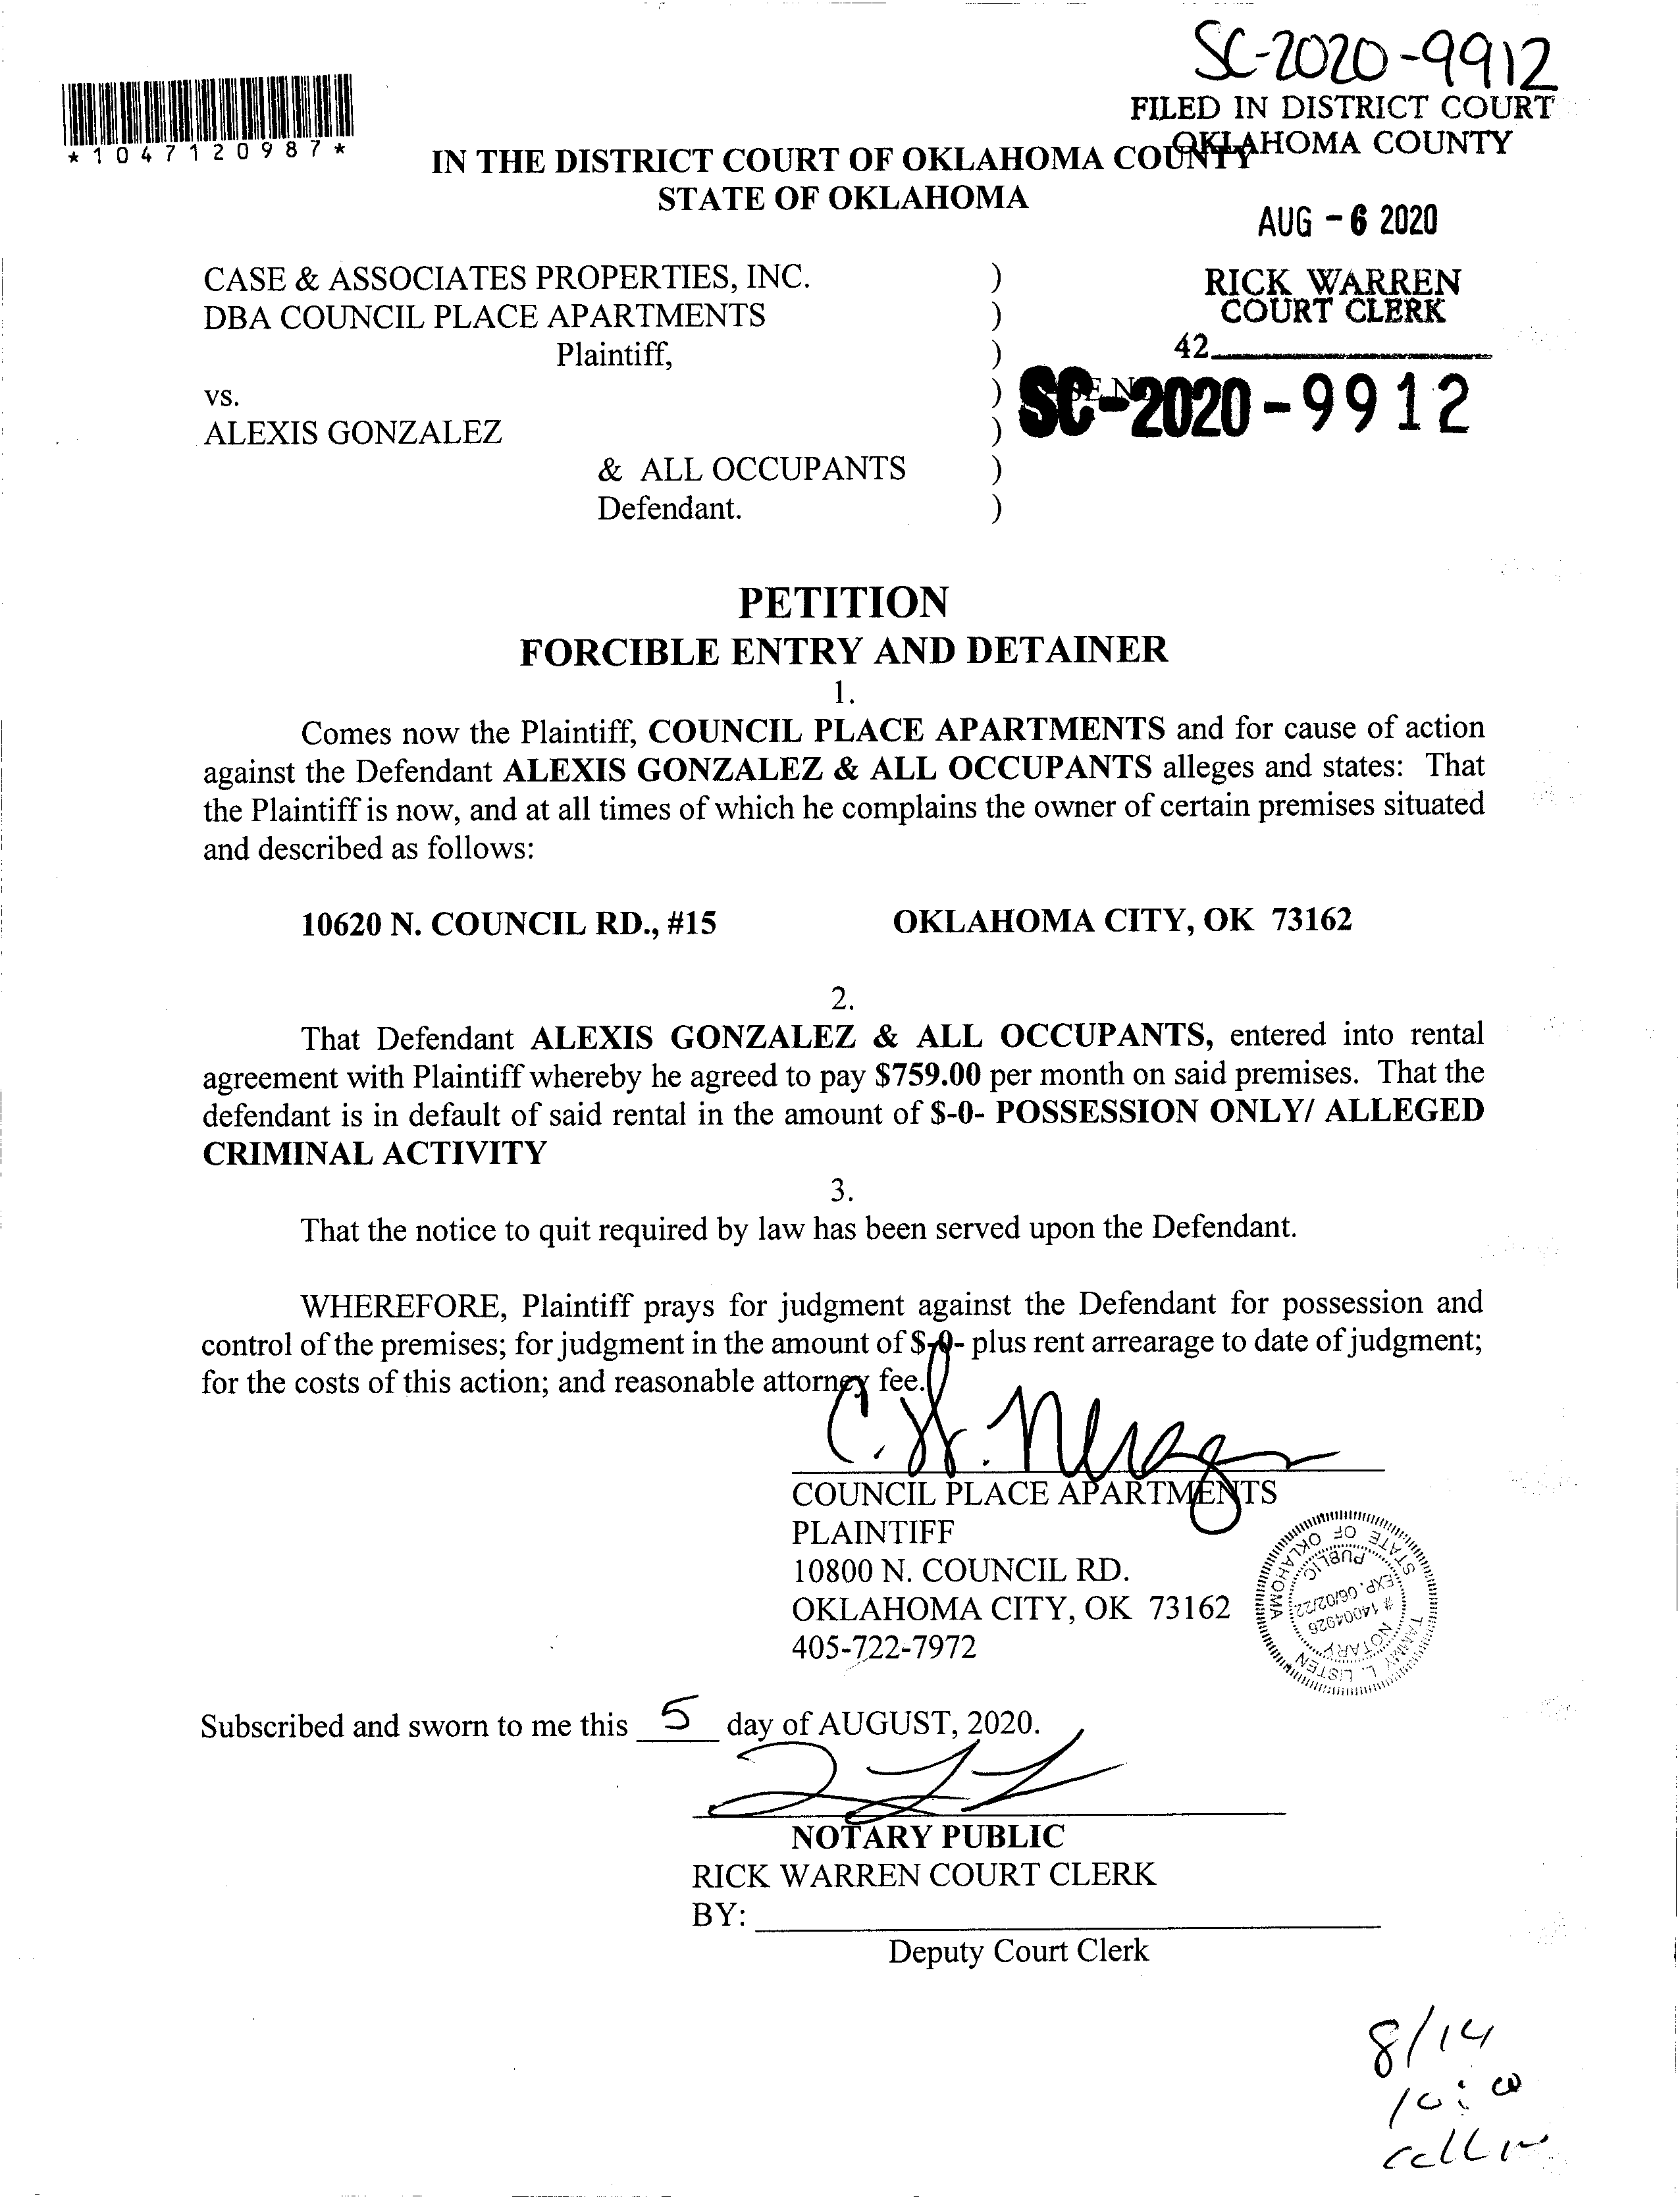 SC-2020-9912
FILED IN DISTRICT COURT
OKLAHOMA COUNTY
*1047120987*
IN THE DISTRICT COURT OF OKLAHOMA COUNTY
STATE OF OKLAHOMA
AUG -6 2020
CASE & ASSOCIATES PROPERTIES, INC. )
DBA COUNCIL PLACE APARTMENTS )
Plaintiff, )
RICK WARREN
COURT CLERK
42
vs. )
SC-2020-9912
ALEXIS GONZALEZ )
& ALL OCCUPANTS )
Defendant. )
PETITION
FORCIBLE ENTRY AND DETAINER
1.
Comes now the Plaintiff, COUNCIL PLACE APARTMENTS and for cause of action
against the Defendant ALEXIS GONZALEZ & ALL OCCUPANTS alleges and states: That
the Plaintiff is now, and at all times of which he complains the owner of certain premises situated
and described as follows:
10620 N. COUNCIL RD., #15 OKLAHOMA CITY, OK 73162
2.
That Defendant ALEXIS GONZALEZ & ALL OCCUPANTS, entered into rental
agreement with Plaintiff whereby he agreed to pay $759.00 per month on said premises. That the
defendant is in default of said rental in the amount of $-0- POSSESSION ONLY/ ALLEGED
CRIMINAL ACTIVITY
3.
That the notice to quit required by law has been served upon the Defendant.
WHEREFORE, Plaintiff prays for judgment against the Defendant for possession and
control of the premises; for judgment in the amount of $-0- plus rent arrearage to date of judgment;
for the costs of this action; and reasonable attorney fee.
COUNCIL PLACE APARTMENTS
PLAINTIFF
10800 N. COUNCIL RD.
OKLAHOMA CITY, OK 73162
405-722-7972
TAMMY L. LISTEN
STATE OF OKLAHOMA
NOTARY
# 14004926
EXP. 06/02/22
PUBLIC
Subscribed and sworn to me this 5 day of AUGUST, 2020.
NOTARY PUBLIC
RICK WARREN COURT CLERK
BY:
Deputy Court Clerk
8/14